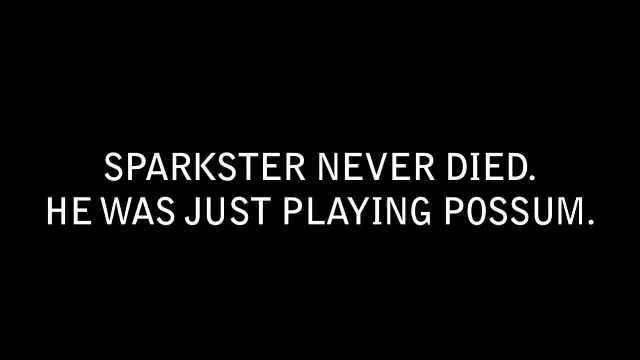 SPARKSTER NEVER DIED.
HE WAS JUST PLAYING POSSUM.